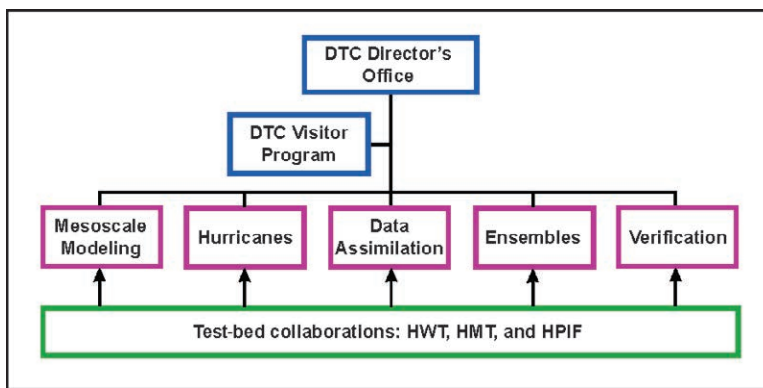 DTC Director's
Office
DTC Visitor
Program
Mesoscale
Modeling
Hurricanes
Data
Assimilation
Ensembles
Verification
Test-bed collaborations: HWT, HMT, and HPIF